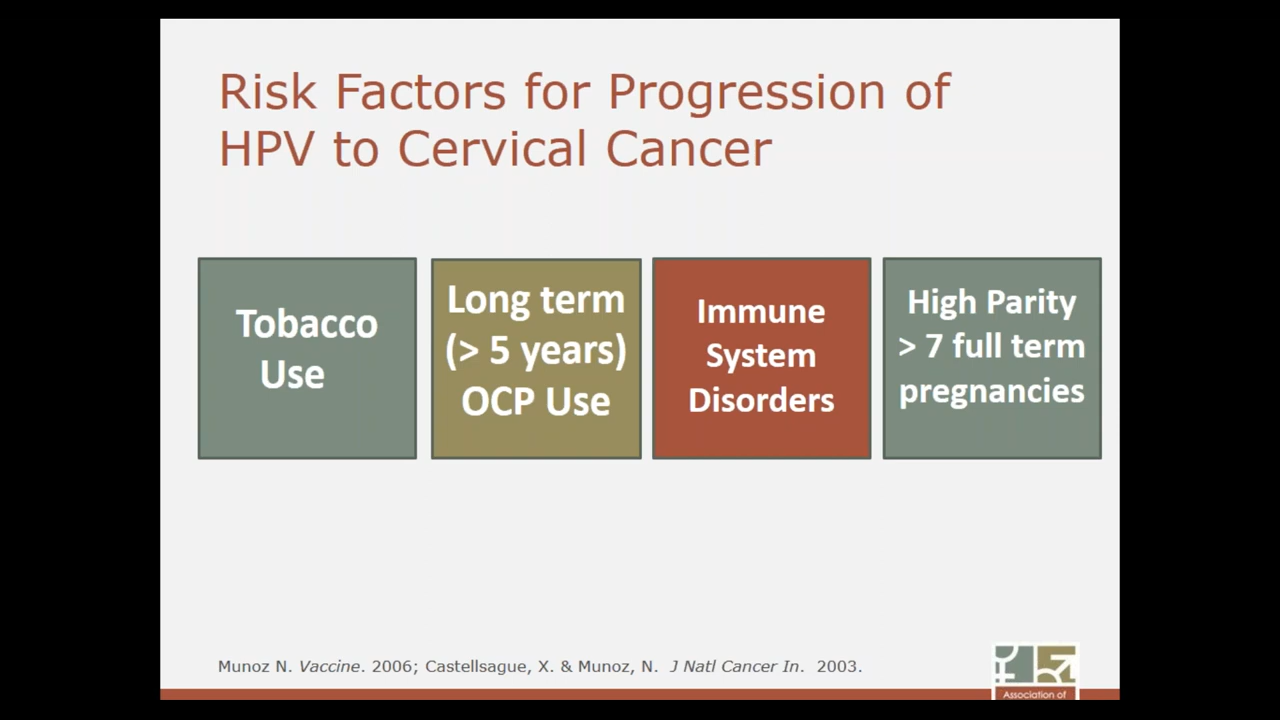 Risk Factors for Progression of
HPV to Cervical Cancer
Tobacco
Use
Long term
(> 5 years)
OCP Use
Immune
System
Disorders
High Parity
> 7 full term
pregnancies
Munoz N. Vaccine. 2006; Castellsague, X. & Munoz, N. J Natl Cancer In. 2003.
Association of